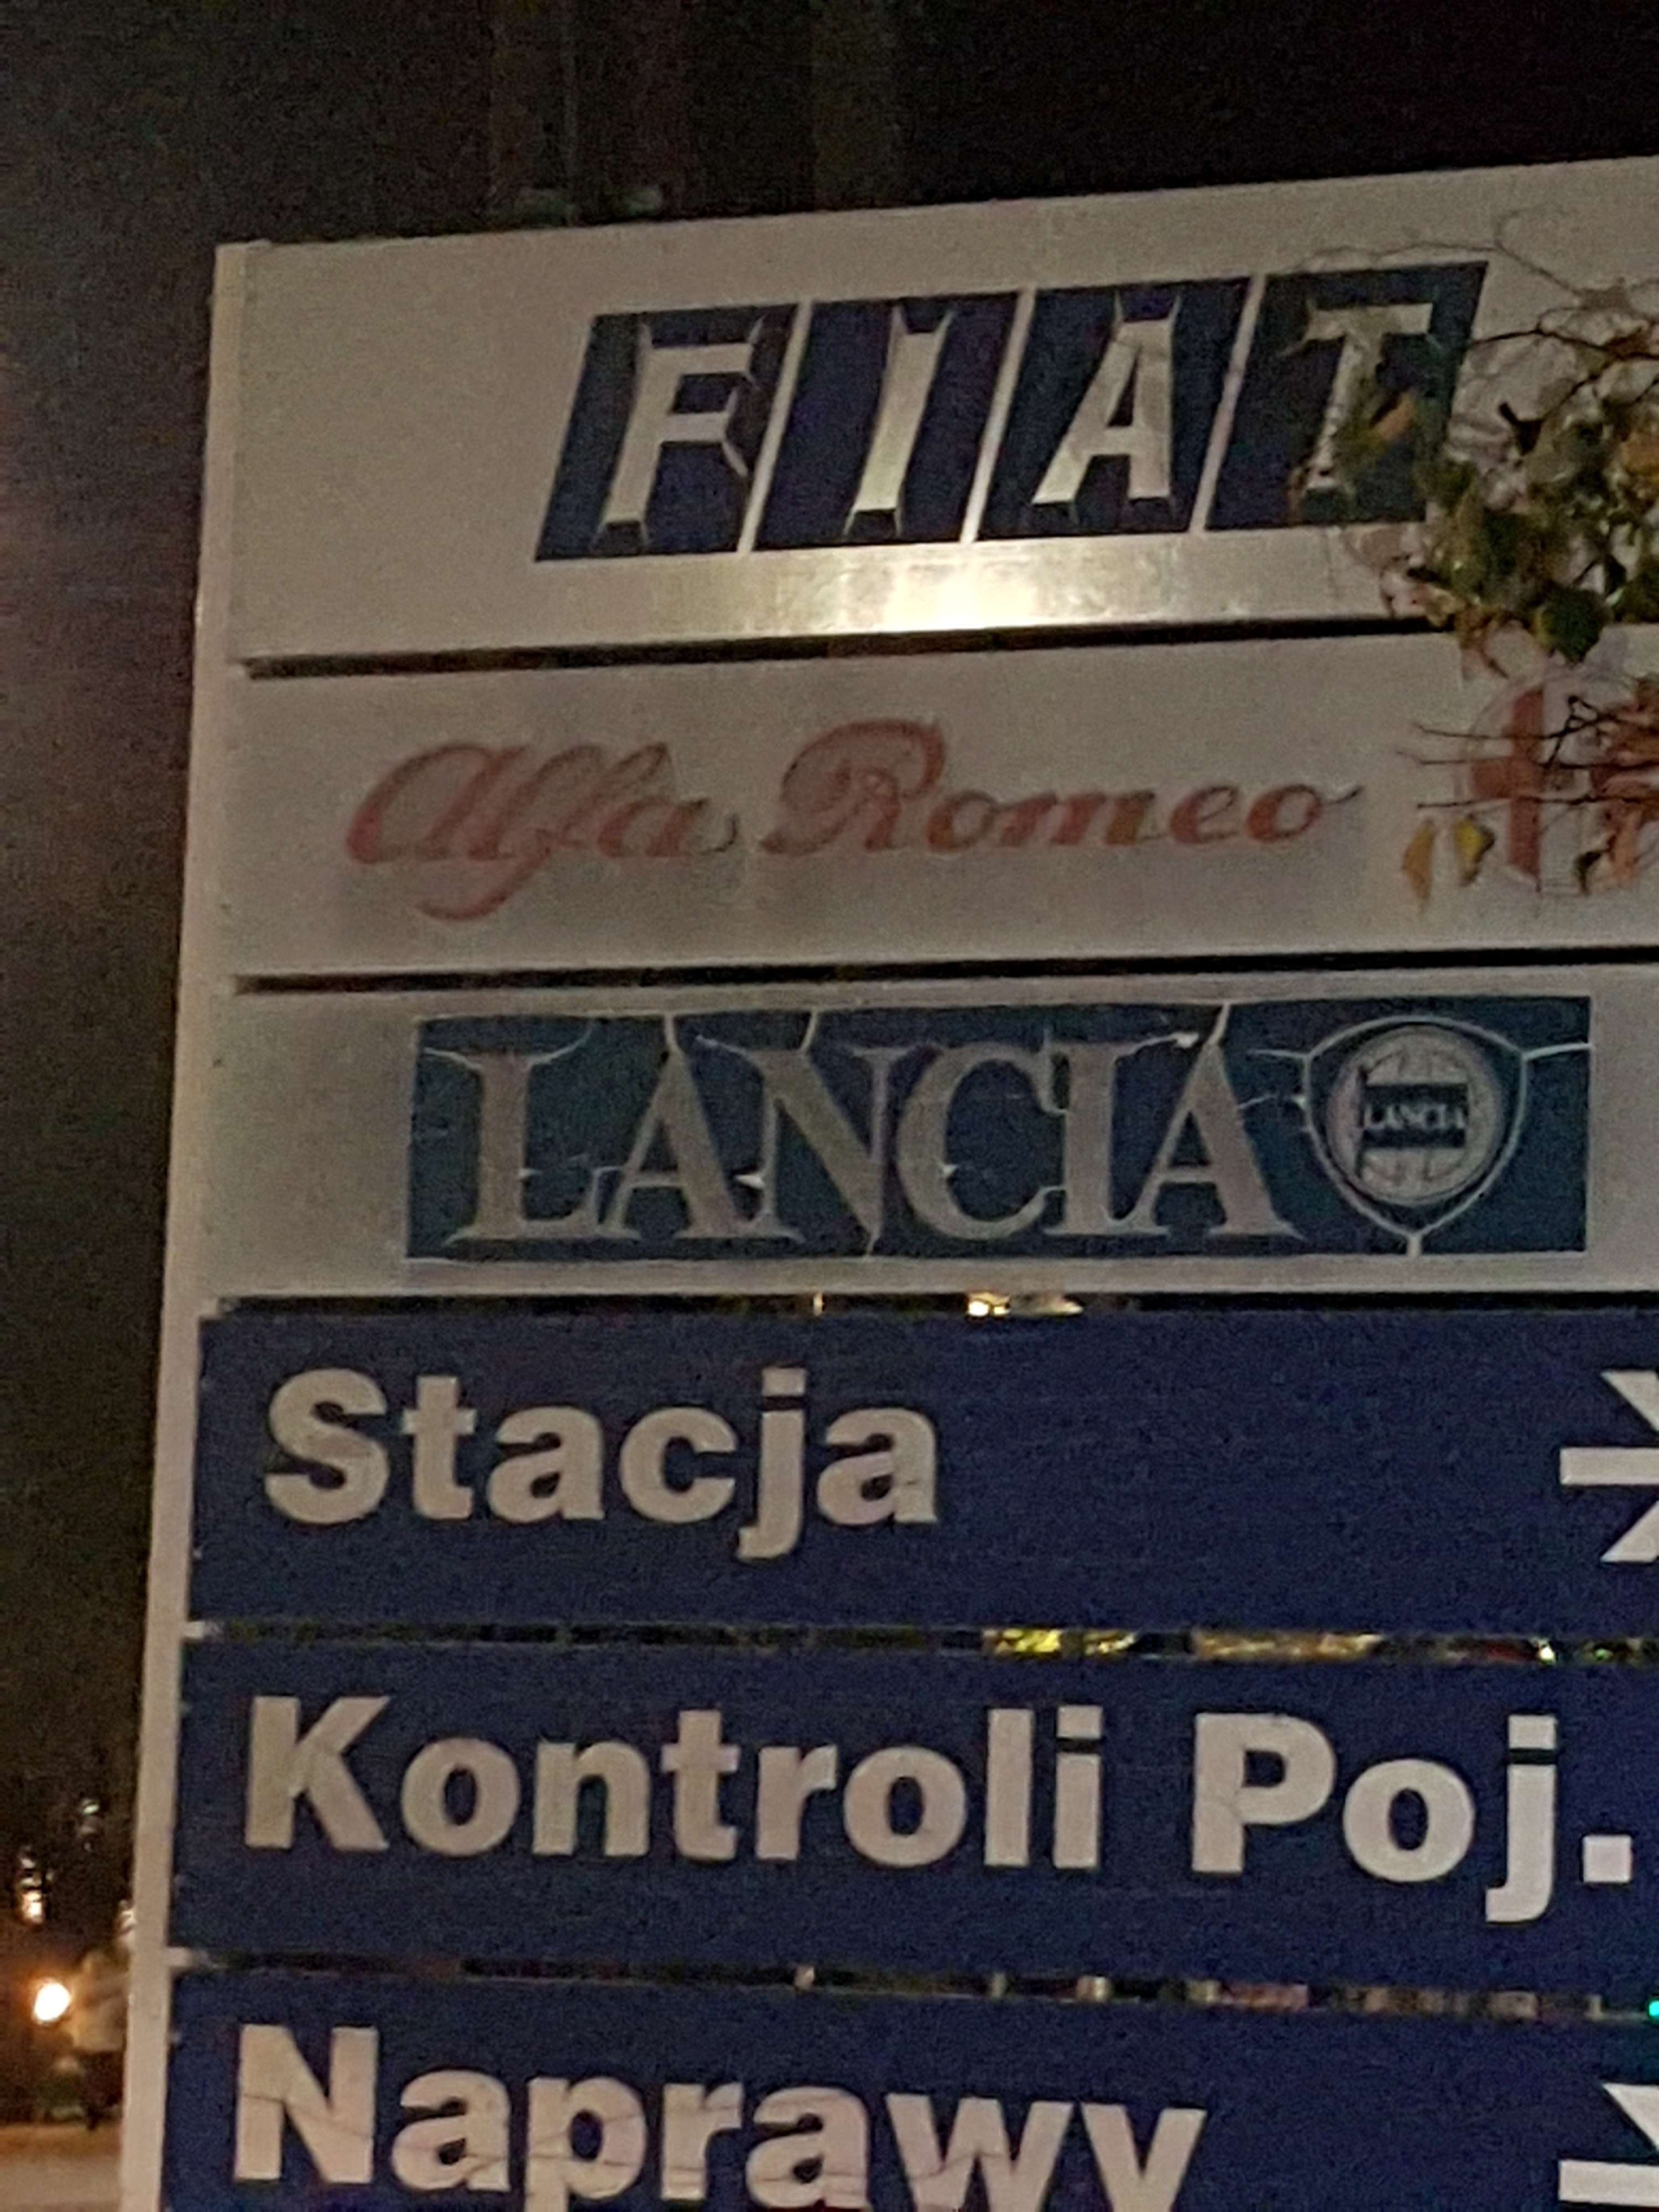 FIAT
Alfa Romeo
LANCIA LANCIA
Stacja
Kontroli Poj.
Naprawy